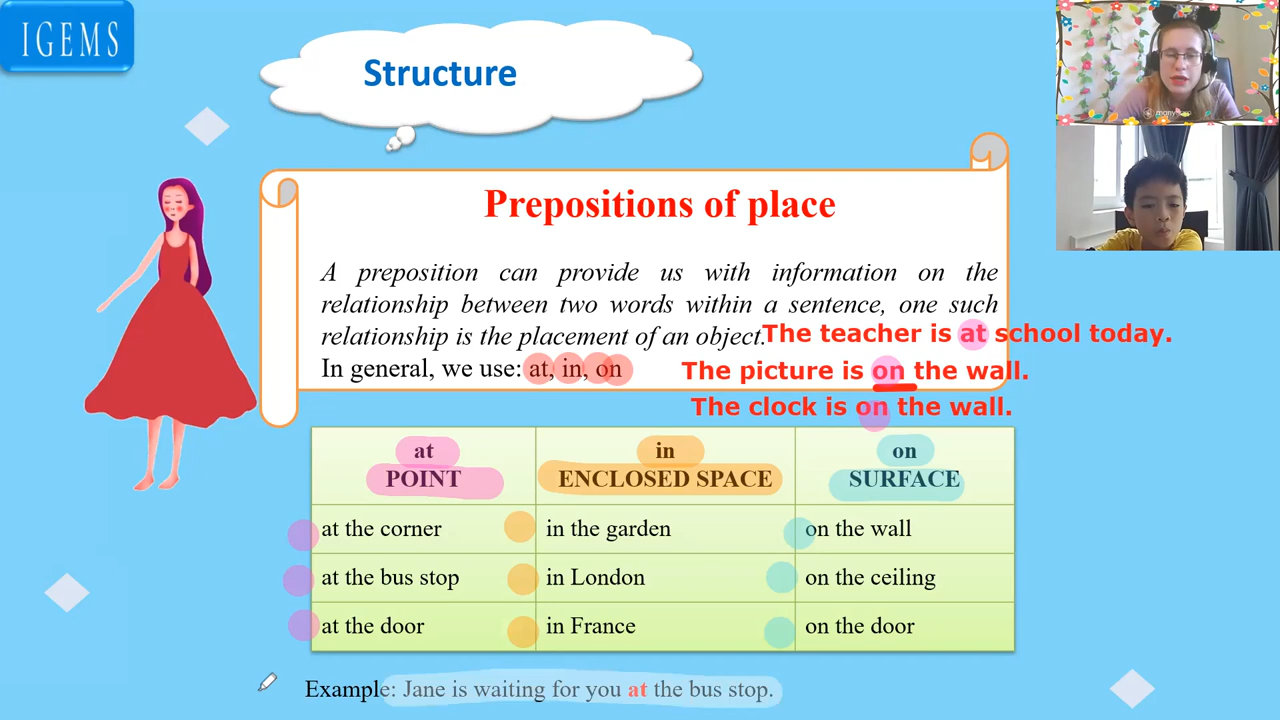 IGEMS
Structure
Prepositions of place
A preposition can provide us with information on the
relationship between two words within a sentence, one such
relationship is the placement of an object.
The teacher is at school today.
In general, we use: at, in, on
The picture is on the wall.
The clock is on the wall.
at in on
POINT ENCLOSED SPACE SURFACE
at the corner in the garden on the wall
at the bus stop in London on the ceiling
at the door in France on the door
Example: Jane is waiting for you at the bus stop.